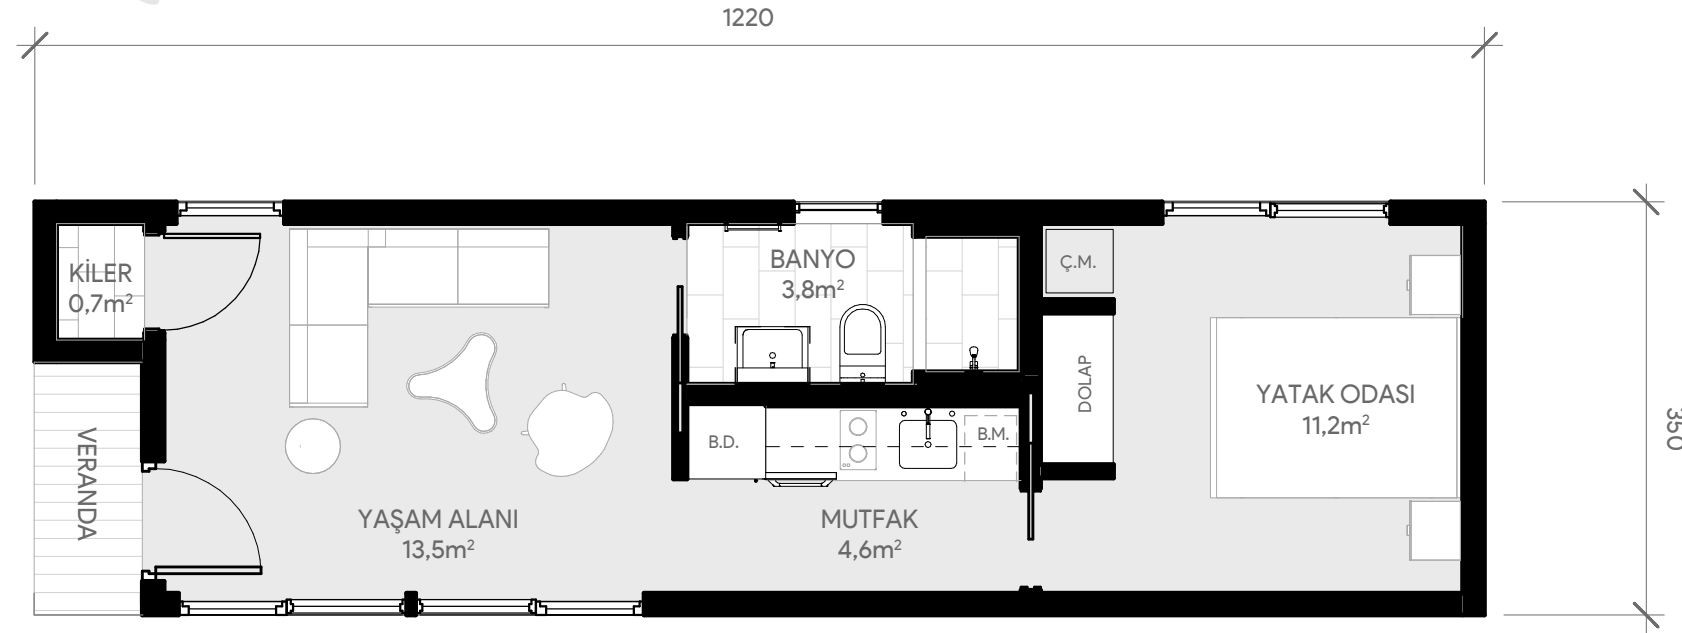 1220
KİLER
0,7m²
BANYO
3,8m²
Ç.M.
DOLAP
YATAK ODASI
11,2m²
350
VERANDA
B.D.
B.M.
YAŞAM ALANI
13,5m²
MUTFAK
4,6m²